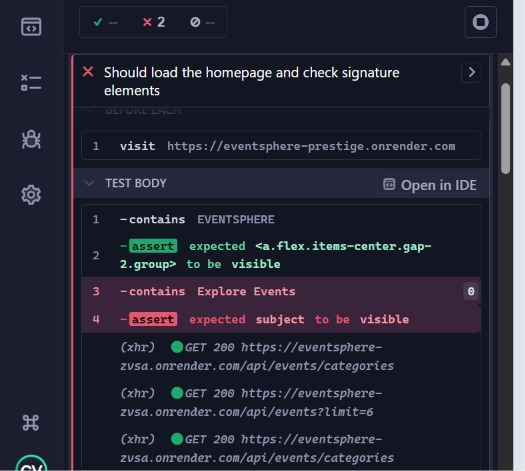 ✓ -- ✕ 2 ⊘ --
Should load the homepage and check signature
elements
BEFORE EACH
1 visit https://eventsphere-prestige.onrender.com
TEST BODY Open in IDE
1 -contains EVENTSPHERE
2 -assert expected <a.flex.items-center.gap-
2.group> to be visible
3 -contains Explore Events 0
4 -assert expected subject to be visible
(xhr) GET 200 https://eventsphere-
zvsa.onrender.com/api/events/categories
(xhr) GET 200 https://eventsphere-
zvsa.onrender.com/api/events?limit=6
(xhr) GET 200 https://eventsphere-
zvsa.onrender.com/api/events/categories
cy